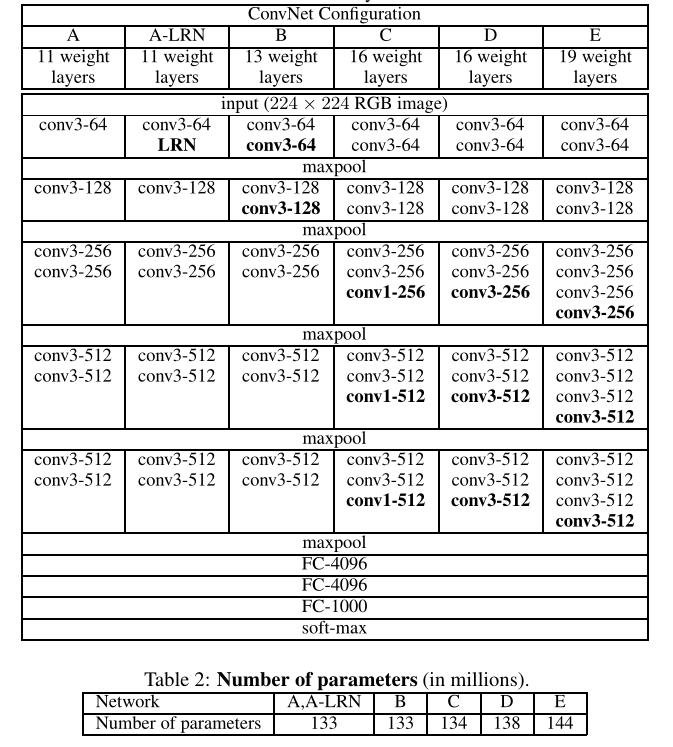 ConvNet Configuration
A A-LRN B C D E
11 weight 11 weight 13 weight 16 weight 16 weight 19 weight
layers layers layers layers layers layers
input (224 × 224 RGB image)
conv3-64 conv3-64 conv3-64 conv3-64 conv3-64 conv3-64
LRN conv3-64 conv3-64 conv3-64 conv3-64
maxpool
conv3-128 conv3-128 conv3-128 conv3-128 conv3-128 conv3-128
conv3-128 conv3-128 conv3-128 conv3-128
maxpool
conv3-256 conv3-256 conv3-256 conv3-256 conv3-256 conv3-256
conv3-256 conv3-256 conv3-256 conv3-256 conv3-256 conv3-256
conv1-256 conv3-256 conv3-256
conv3-256
maxpool
conv3-512 conv3-512 conv3-512 conv3-512 conv3-512 conv3-512
conv3-512 conv3-512 conv3-512 conv3-512 conv3-512 conv3-512
conv1-512 conv3-512 conv3-512
conv3-512
maxpool
conv3-512 conv3-512 conv3-512 conv3-512 conv3-512 conv3-512
conv3-512 conv3-512 conv3-512 conv3-512 conv3-512 conv3-512
conv1-512 conv3-512 conv3-512
conv3-512
maxpool
FC-4096
FC-4096
FC-1000
soft-max
Table 2: Number of parameters (in millions).
Network A,A-LRN B C D E
Number of parameters 133 133 134 138 144